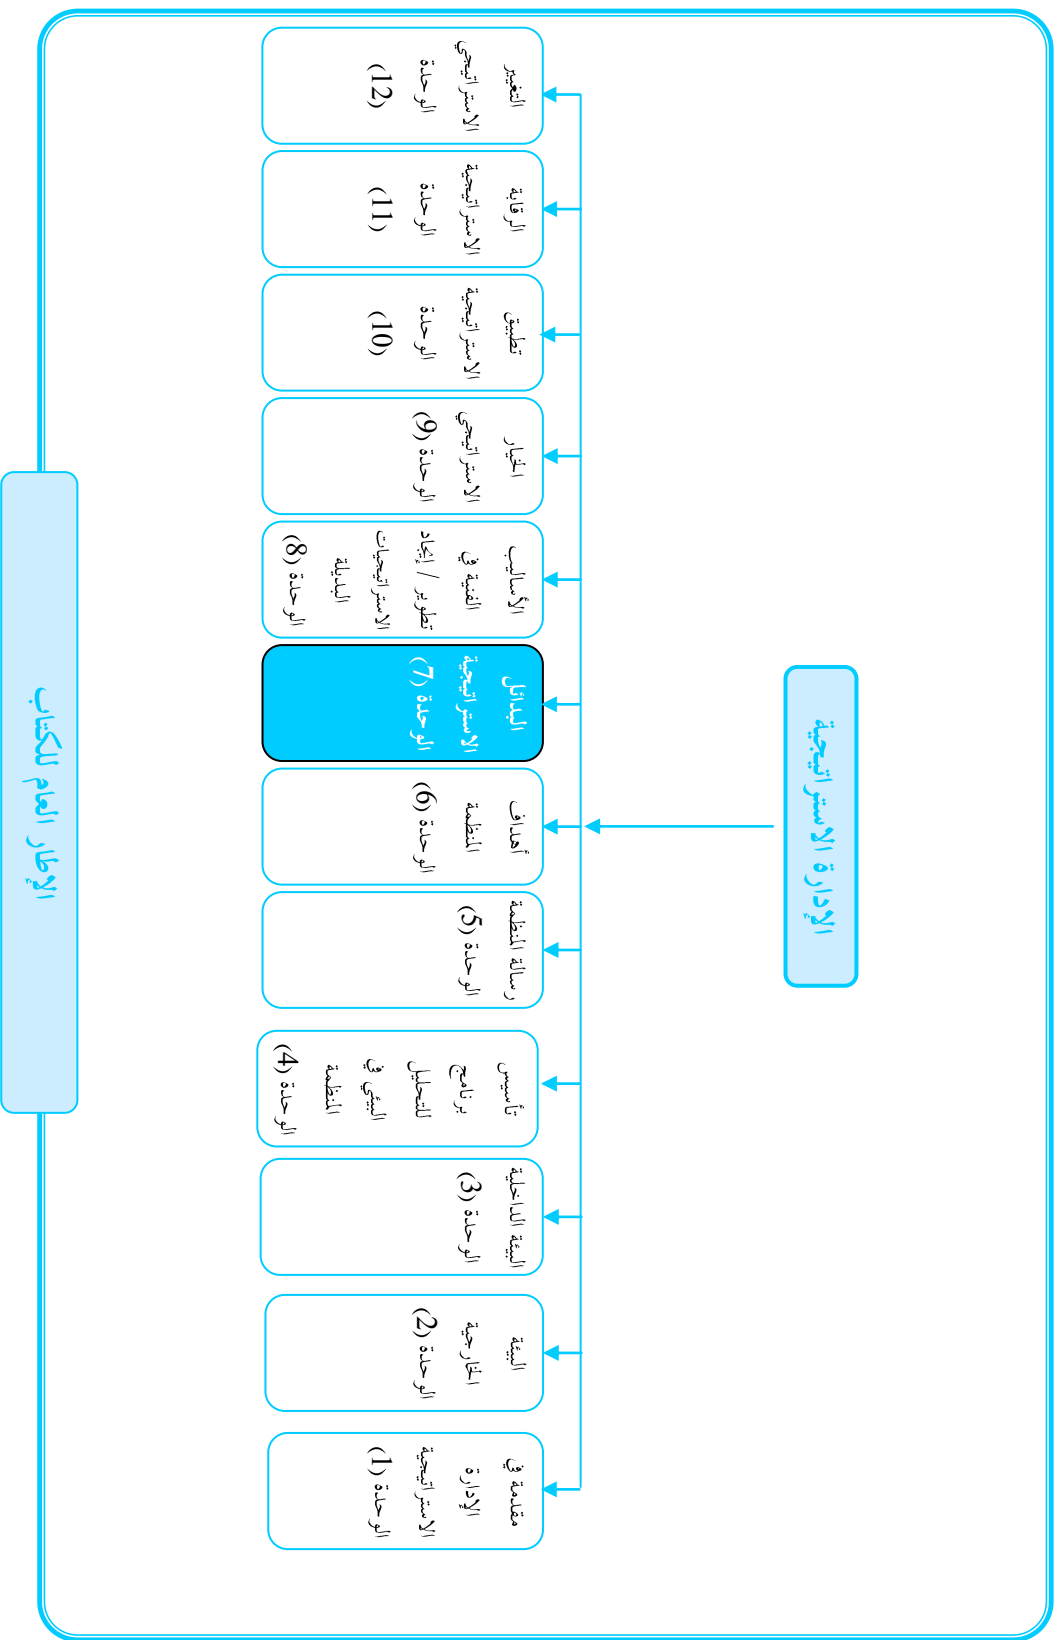 الإدارة الاستراتيجية
مقدمة في
الإدارة
الاستراتيجية
الوحدة (1)
البيئة
الخارجية
الوحدة (2)
البيئة الداخلية
الوحدة (3)
تأسيس
برنامج
للتحليل
البيئي في
المنظمة
الوحدة (4)
رسالة المنظمة
الوحدة (5)
أهداف
المنظمة
الوحدة (6)
البدائل
الاستراتيجية
الوحدة (7)
الأساليب
الفنية في
تطوير / إيجاد
الاستراتيجيات
البديلة
الوحدة (8)
الخيار
الاستراتيجي
الوحدة (9)
تطبيق
الاستراتيجية
الوحدة
(10)
الرقابة
الاستراتيجية
الوحدة
(11)
التغيير
الاستراتيجي
الوحدة
(12)
الإطار العام للكتاب